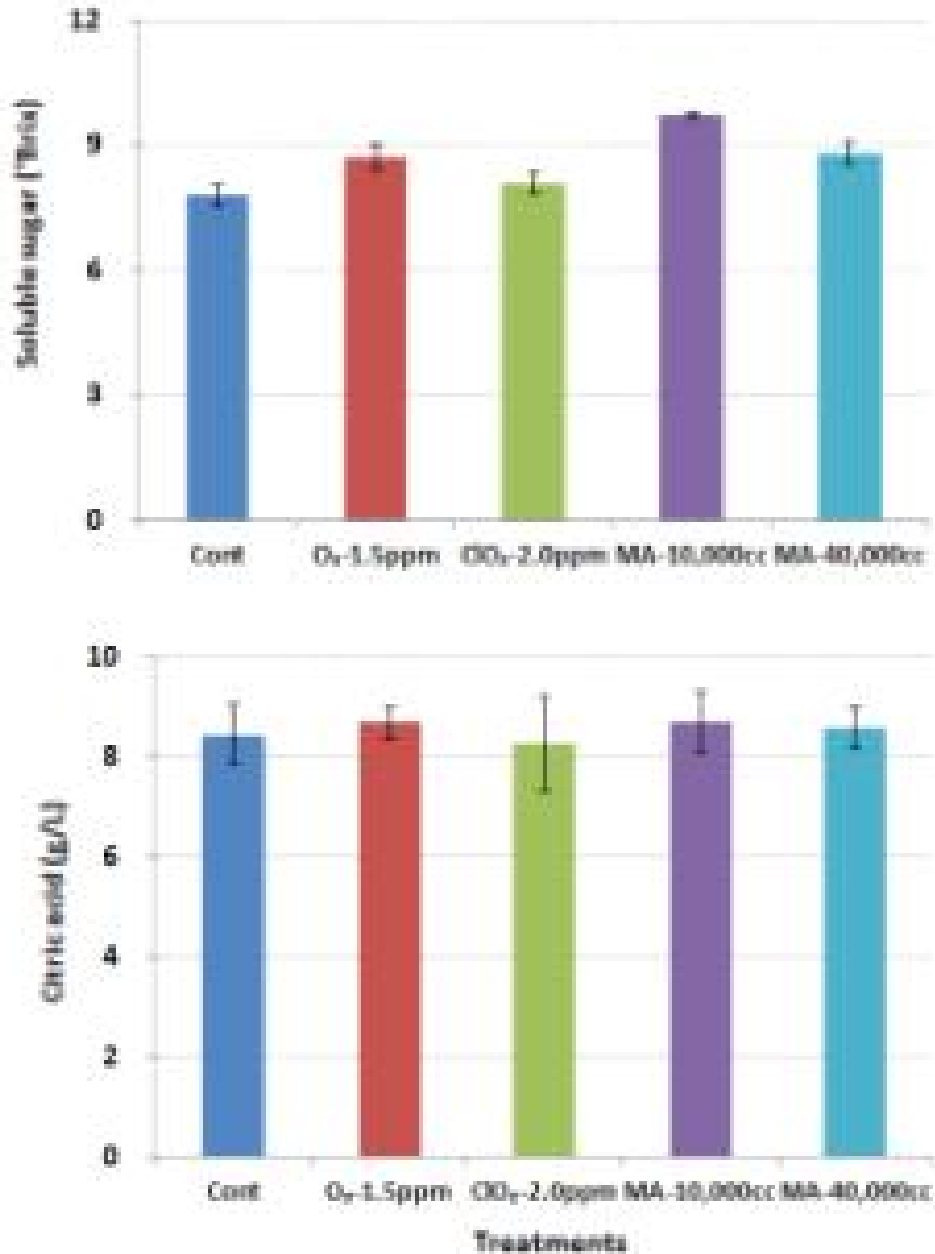 12
9
6
3
0
Soluble sugar (°Brix)
Cont O₃-1.5ppm ClO₂-2.0ppm MA-10,000cc MA-40,000cc
10
8
6
4
2
0
Citric acid (g/L)
Cont O₃-1.5ppm ClO₂-2.0ppm MA-10,000cc MA-40,000cc
Treatments